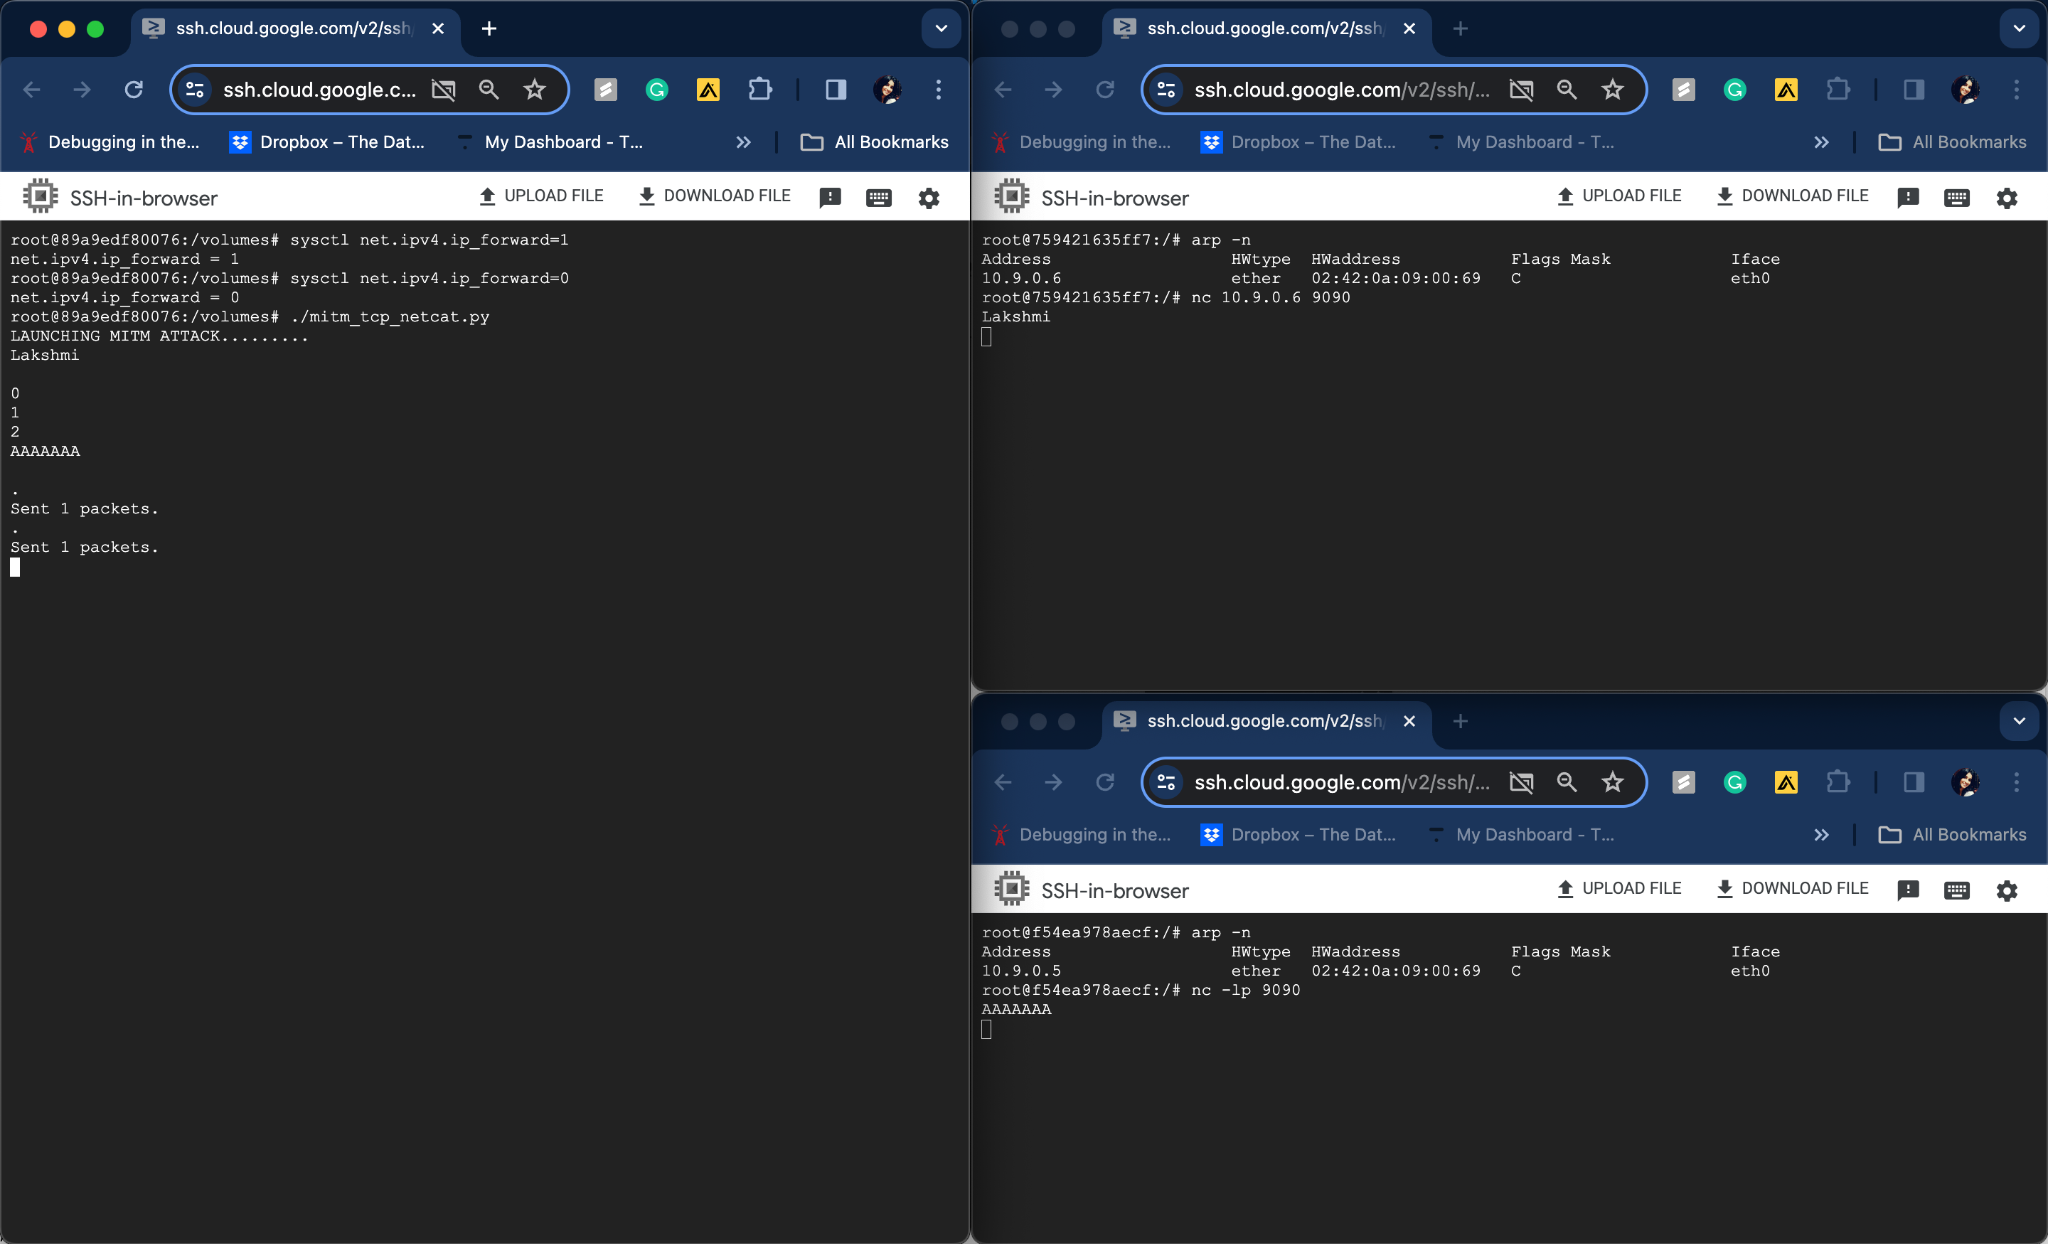 ssh.cloud.google.com/v2/ssh
ssh.cloud.google.c...
Debugging in the...
Dropbox – The Dat...
My Dashboard - T...
All Bookmarks
SSH-in-browser
UPLOAD FILE
DOWNLOAD FILE
root@89a9edf80076:/volumes# sysctl net.ipv4.ip_forward=1
net.ipv4.ip_forward = 1
root@89a9edf80076:/volumes# sysctl net.ipv4.ip_forward=0
net.ipv4.ip_forward = 0
root@89a9edf80076:/volumes# ./mitm_tcp_netcat.py
LAUNCHING MITM ATTACK.........
Lakshmi
0
1
2
AAAAAAA
.
Sent 1 packets.
.
Sent 1 packets.
ssh.cloud.google.com/v2/ssh/
ssh.cloud.google.com/v2/ssh/...
Debugging in the...
Dropbox – The Dat...
My Dashboard - T...
All Bookmarks
SSH-in-browser
UPLOAD FILE
DOWNLOAD FILE
root@759421635ff7:/# arp -n
Address HWtype HWaddress Flags Mask Iface
10.9.0.6 ether 02:42:0a:09:00:69 C eth0
root@759421635ff7:/# nc 10.9.0.6 9090
Lakshmi
ssh.cloud.google.com/v2/ssh/
ssh.cloud.google.com/v2/ssh/...
Debugging in the...
Dropbox – The Dat...
My Dashboard - T...
All Bookmarks
SSH-in-browser
UPLOAD FILE
DOWNLOAD FILE
root@f54ea978aecf:/# arp -n
Address HWtype HWaddress Flags Mask Iface
10.9.0.5 ether 02:42:0a:09:00:69 C eth0
root@f54ea978aecf:/# nc -lp 9090
AAAAAAA